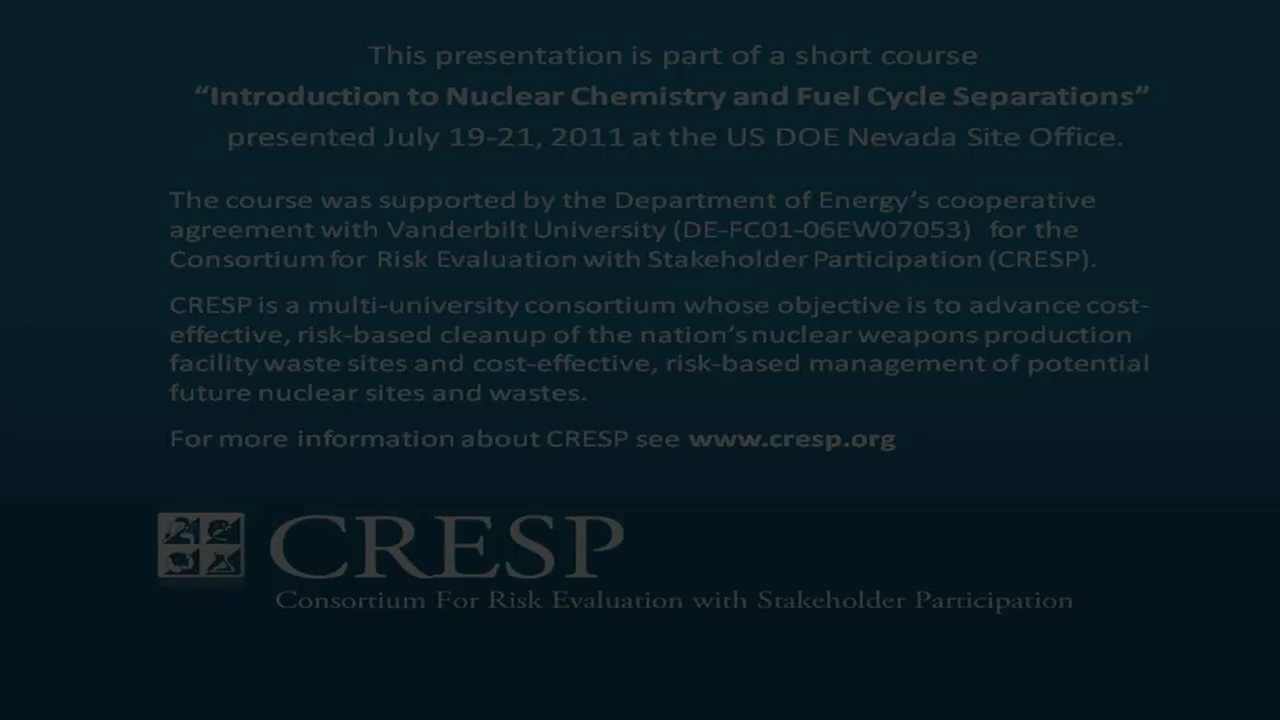 This presentation is part of a short course
“Introduction to Nuclear Chemistry and Fuel Cycle Separations”
presented July 19-21, 2011 at the US DOE Nevada Site Office.
The course was supported by the Department of Energy’s cooperative
agreement with Vanderbilt University (DE-FC01-06EW07053) for the
Consortium for Risk Evaluation with Stakeholder Participation (CRESP).
CRESP is a multi-university consortium whose objective is to advance cost-
effective, risk-based cleanup of the nation’s nuclear weapons production
facility waste sites and cost-effective, risk-based management of potential
future nuclear sites and wastes.
For more information about CRESP see www.cresp.org
CRESP
Consortium For Risk Evaluation with Stakeholder Participation